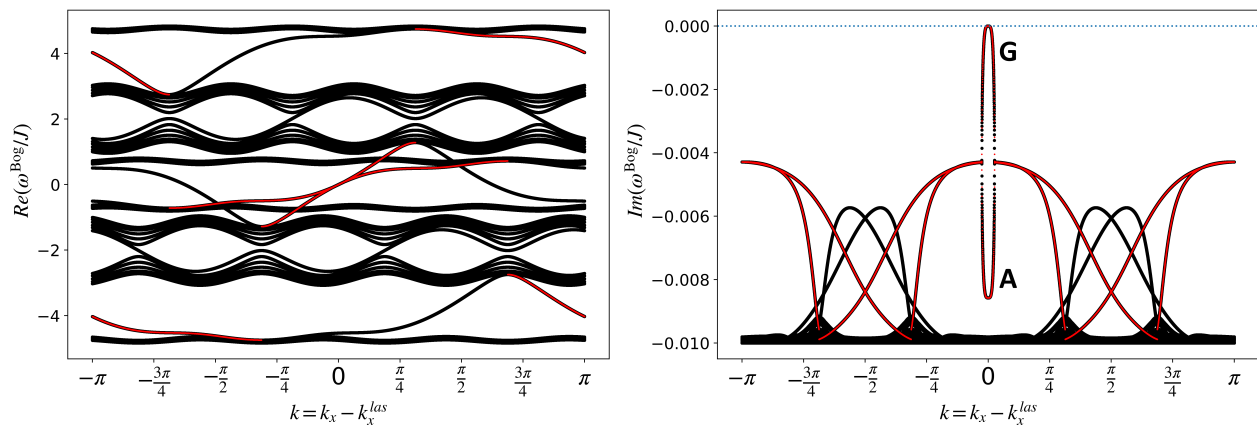 Re(ω^Bog/J)
4
2
0
−2
−4
−π
−3π/4
−π/2
−π/4
0
π/4
π/2
3π/4
π
k = k_x − k_x^las
Im(ω^Bog/J)
0.000
−0.002
−0.004
−0.006
−0.008
−0.010
G
A
−π
−3π/4
−π/2
−π/4
0
π/4
π/2
3π/4
π
k = k_x − k_x^las